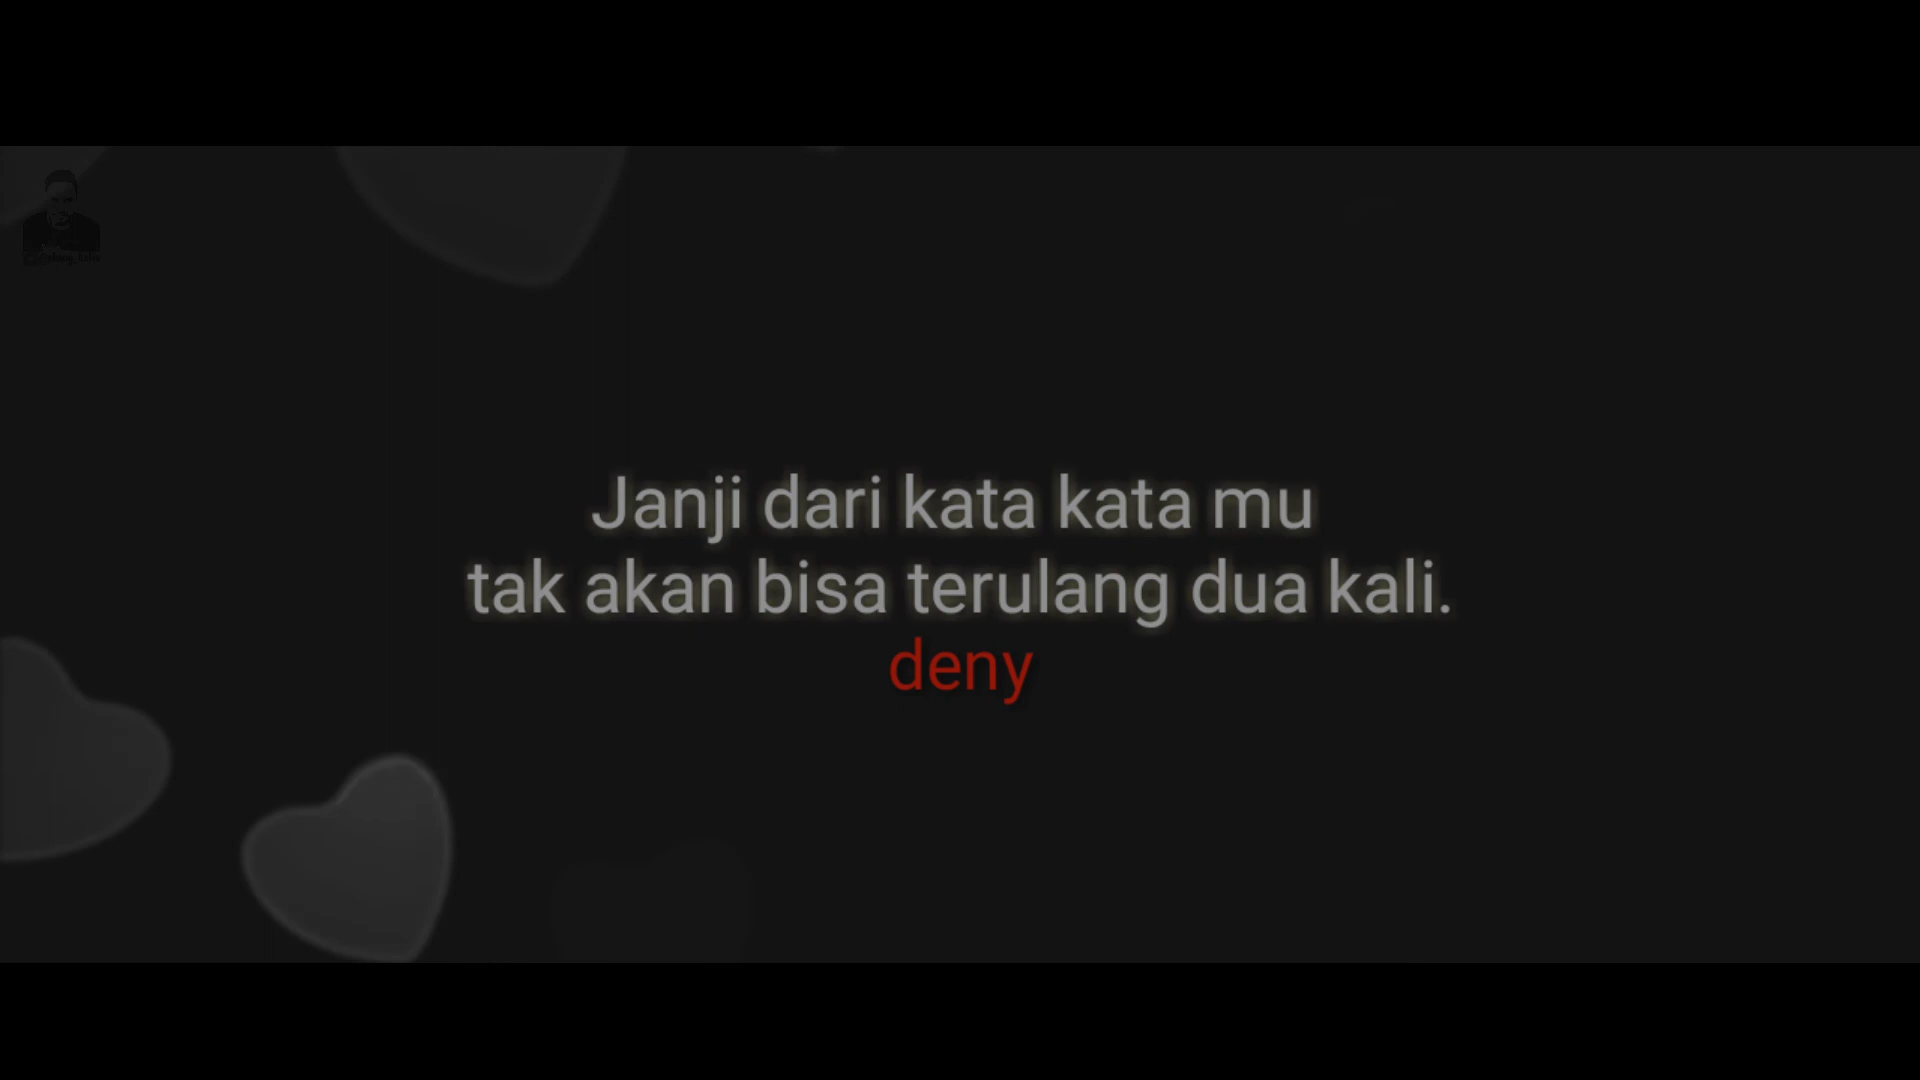 Janji dari kata kata mu
tak akan bisa terulang dua kali.
deny